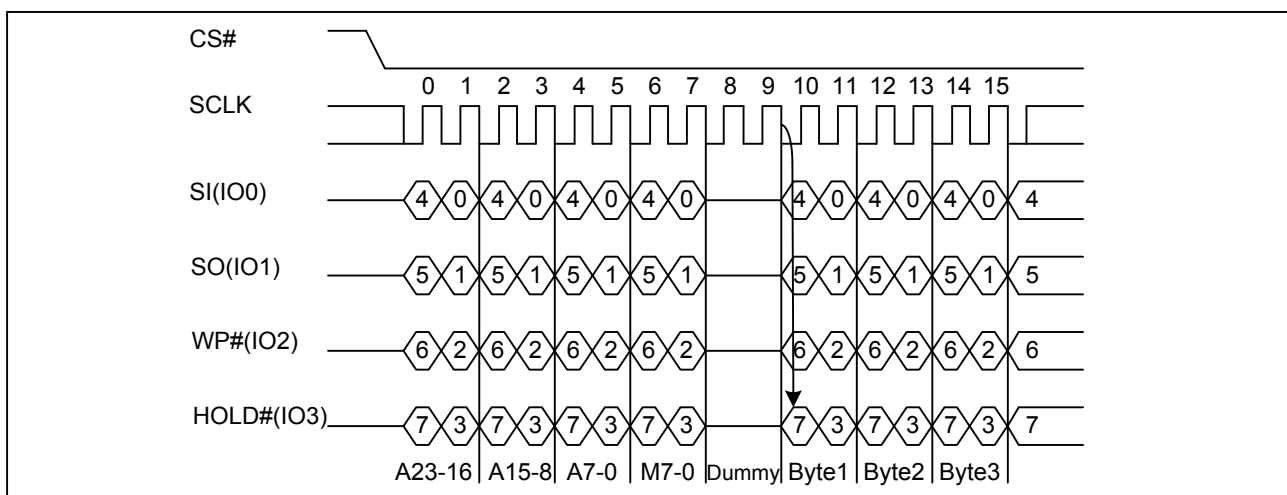 CS#
0 1 2 3 4 5 6 7 8 9 10 11 12 13 14 15
SCLK
SI(IO0) 4 0 4 0 4 0 4 0 4 0 4 0 4 0 4
SO(IO1) 5 1 5 1 5 1 5 1 5 1 5 1 5 1 5
WP#(IO2) 6 2 6 2 6 2 6 2 6 2 6 2 6 2 6
HOLD#(IO3) 7 3 7 3 7 3 7 3 7 3 7 3 7 3 7
A23-16 A15-8 A7-0 M7-0 Dummy Byte1 Byte2 Byte3